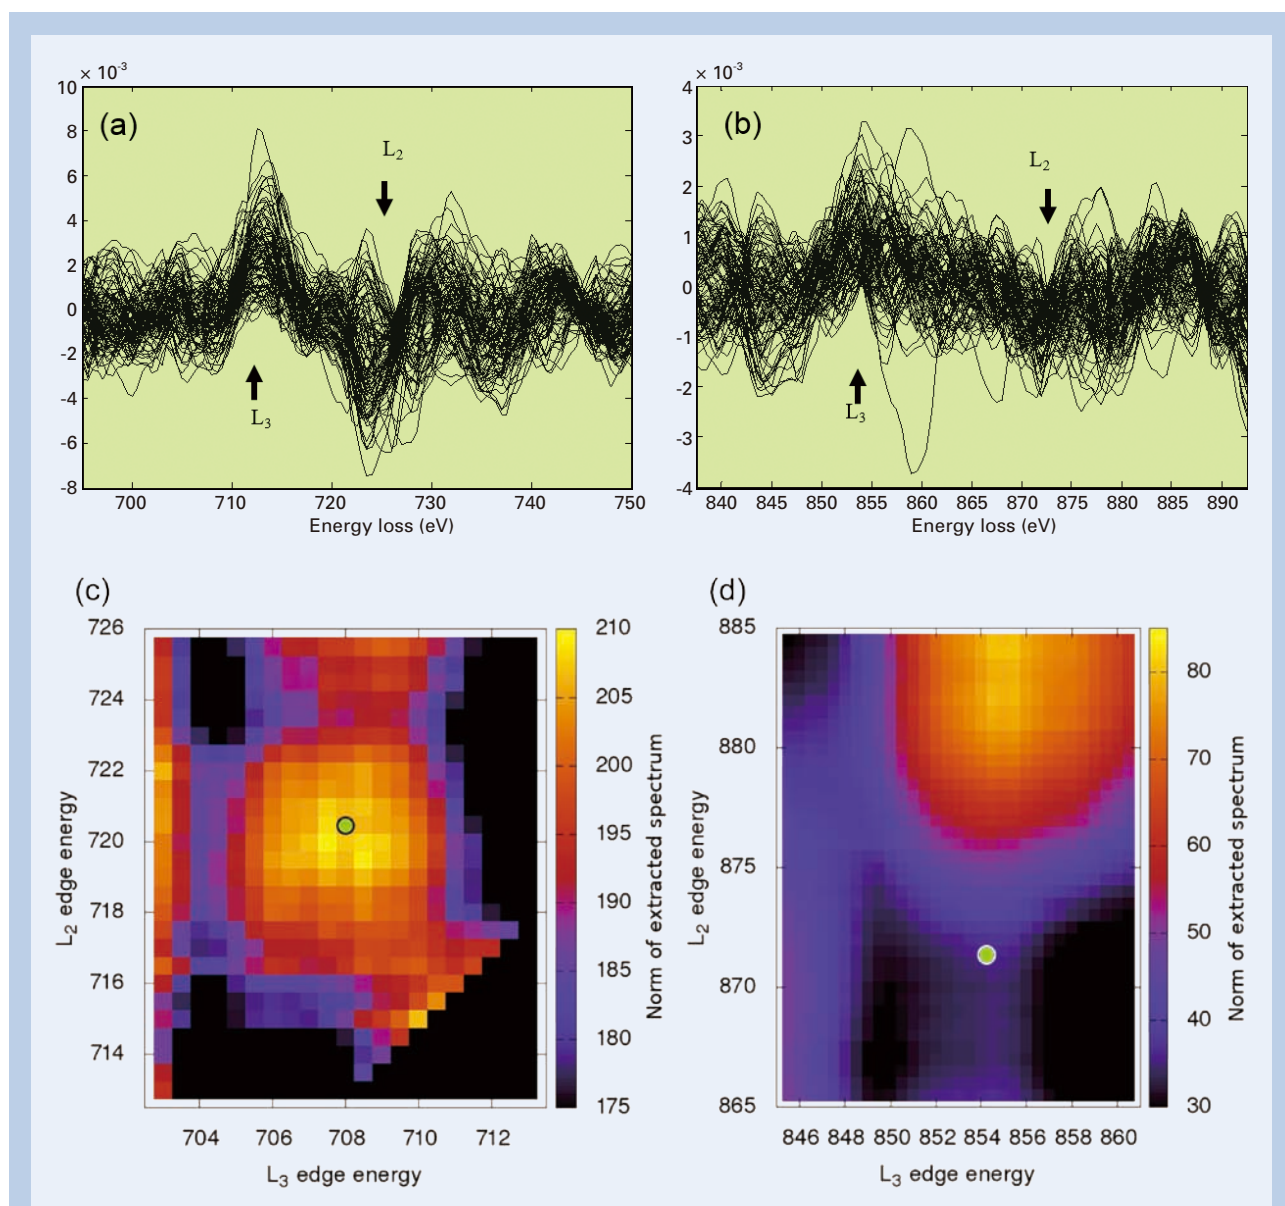 × 10⁻³
(a)
L₂
L₃
10
8
6
4
2
0
-2
-4
-6
-8
700 710 720 730 740 750
Energy loss (eV)
× 10⁻³
(b)
L₂
L₃
4
3
2
1
0
-1
-2
-3
-4
840 845 850 855 860 865 870 875 880 885 890
Energy loss (eV)
(c)
L₂ edge energy
726
724
722
720
718
716
714
704 706 708 710 712
L₃ edge energy
210
205
200
195
190
185
180
175
Norm of extracted spectrum
(d)
L₂ edge energy
885
880
875
870
865
846 848 850 852 854 856 858 860
L₃ edge energy
80
70
60
50
40
30
Norm of extracted spectrum